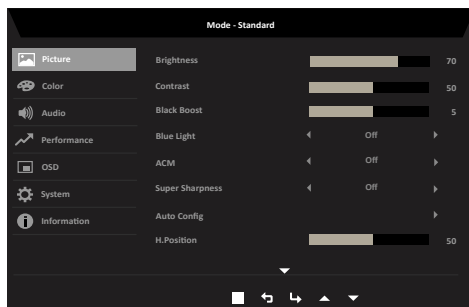 Mode - Standard
Picture
Brightness 70
Color
Contrast 50
Audio
Black Boost 5
Performance
Blue Light Off
OSD
ACM Off
System
Super Sharpness Off
Information
Auto Config
H.Position 50